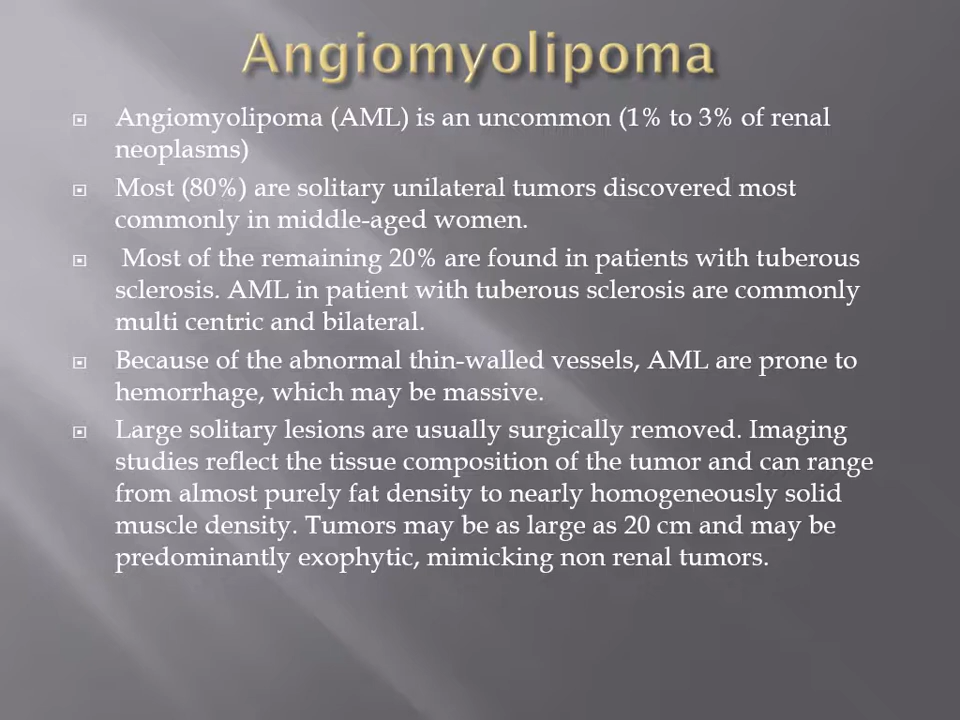 Angiomyolipoma
Angiomyolipoma (AML) is an uncommon (1% to 3% of renal
neoplasms)
Most (80%) are solitary unilateral tumors discovered most
commonly in middle-aged women.
Most of the remaining 20% are found in patients with tuberous
sclerosis. AML in patient with tuberous sclerosis are commonly
multi centric and bilateral.
Because of the abnormal thin-walled vessels, AML are prone to
hemorrhage, which may be massive.
Large solitary lesions are usually surgically removed. Imaging
studies reflect the tissue composition of the tumor and can range
from almost purely fat density to nearly homogeneously solid
muscle density. Tumors may be as large as 20 cm and may be
predominantly exophytic, mimicking non renal tumors.